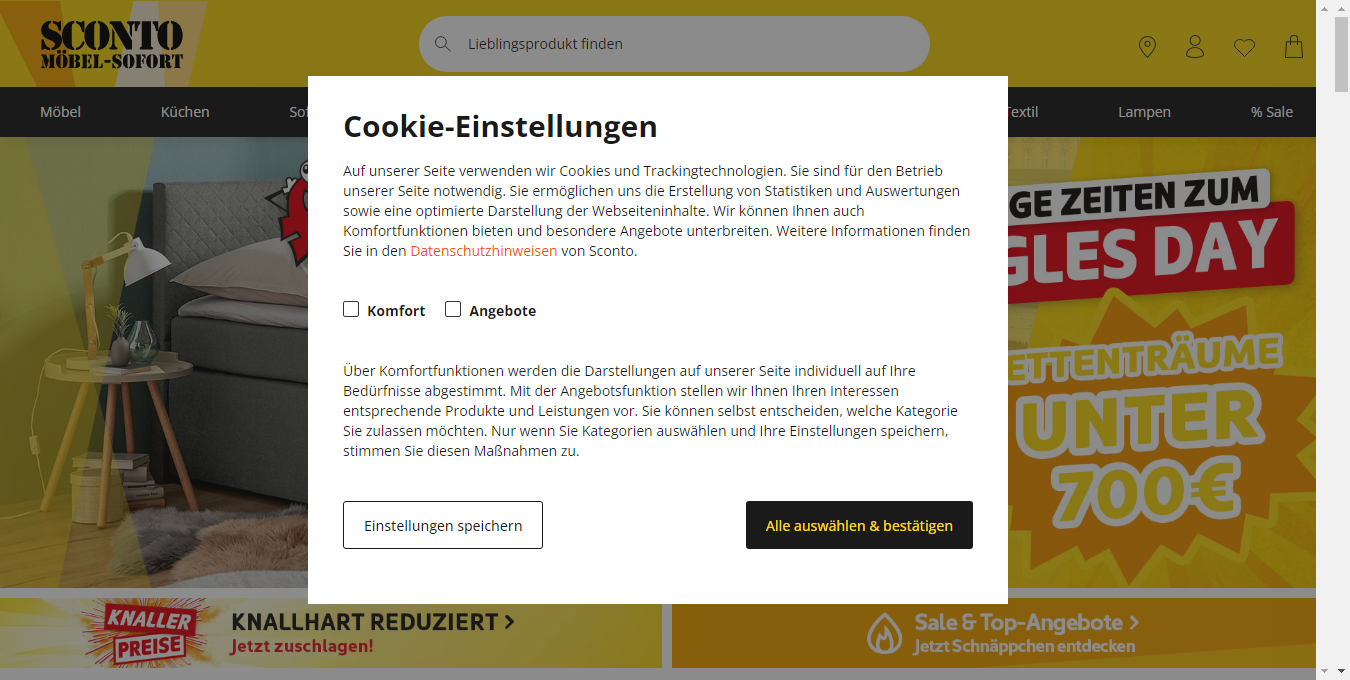 SCONTO
MÖBEL-SOFORT
Lieblingsprodukt finden
Möbel Küchen Textil Lampen % Sale
Cookie-Einstellungen
Auf unserer Seite verwenden wir Cookies und Trackingtechnologien. Sie sind für den Betrieb
unserer Seite notwendig. Sie ermöglichen uns die Erstellung von Statistiken und Auswertungen
sowie eine optimierte Darstellung der Webseiteninhalte. Wir können Ihnen auch
Komfortfunktionen bieten und besondere Angebote unterbreiten. Weitere Informationen finden
Sie in den Datenschutzhinweisen von Sconto.
Komfort Angebote
Über Komfortfunktionen werden die Darstellungen auf unserer Seite individuell auf Ihre
Bedürfnisse abgestimmt. Mit der Angebotsfunktion stellen wir Ihnen Ihren Interessen
entsprechende Produkte und Leistungen vor. Sie können selbst entscheiden, welche Kategorie
Sie zulassen möchten. Nur wenn Sie Kategorien auswählen und Ihre Einstellungen speichern,
stimmen Sie diesen Maßnahmen zu.
Einstellungen speichern
Alle auswählen & bestätigen
GE ZEITEN ZUM
GLES DAY
ETTENTRÄUME
UNTER
700€
KNALLER
PREISE
KNALLHART REDUZIERT >
Jetzt zuschlagen!
Sale & Top-Angebote >
Jetzt Schnäppchen entdecken